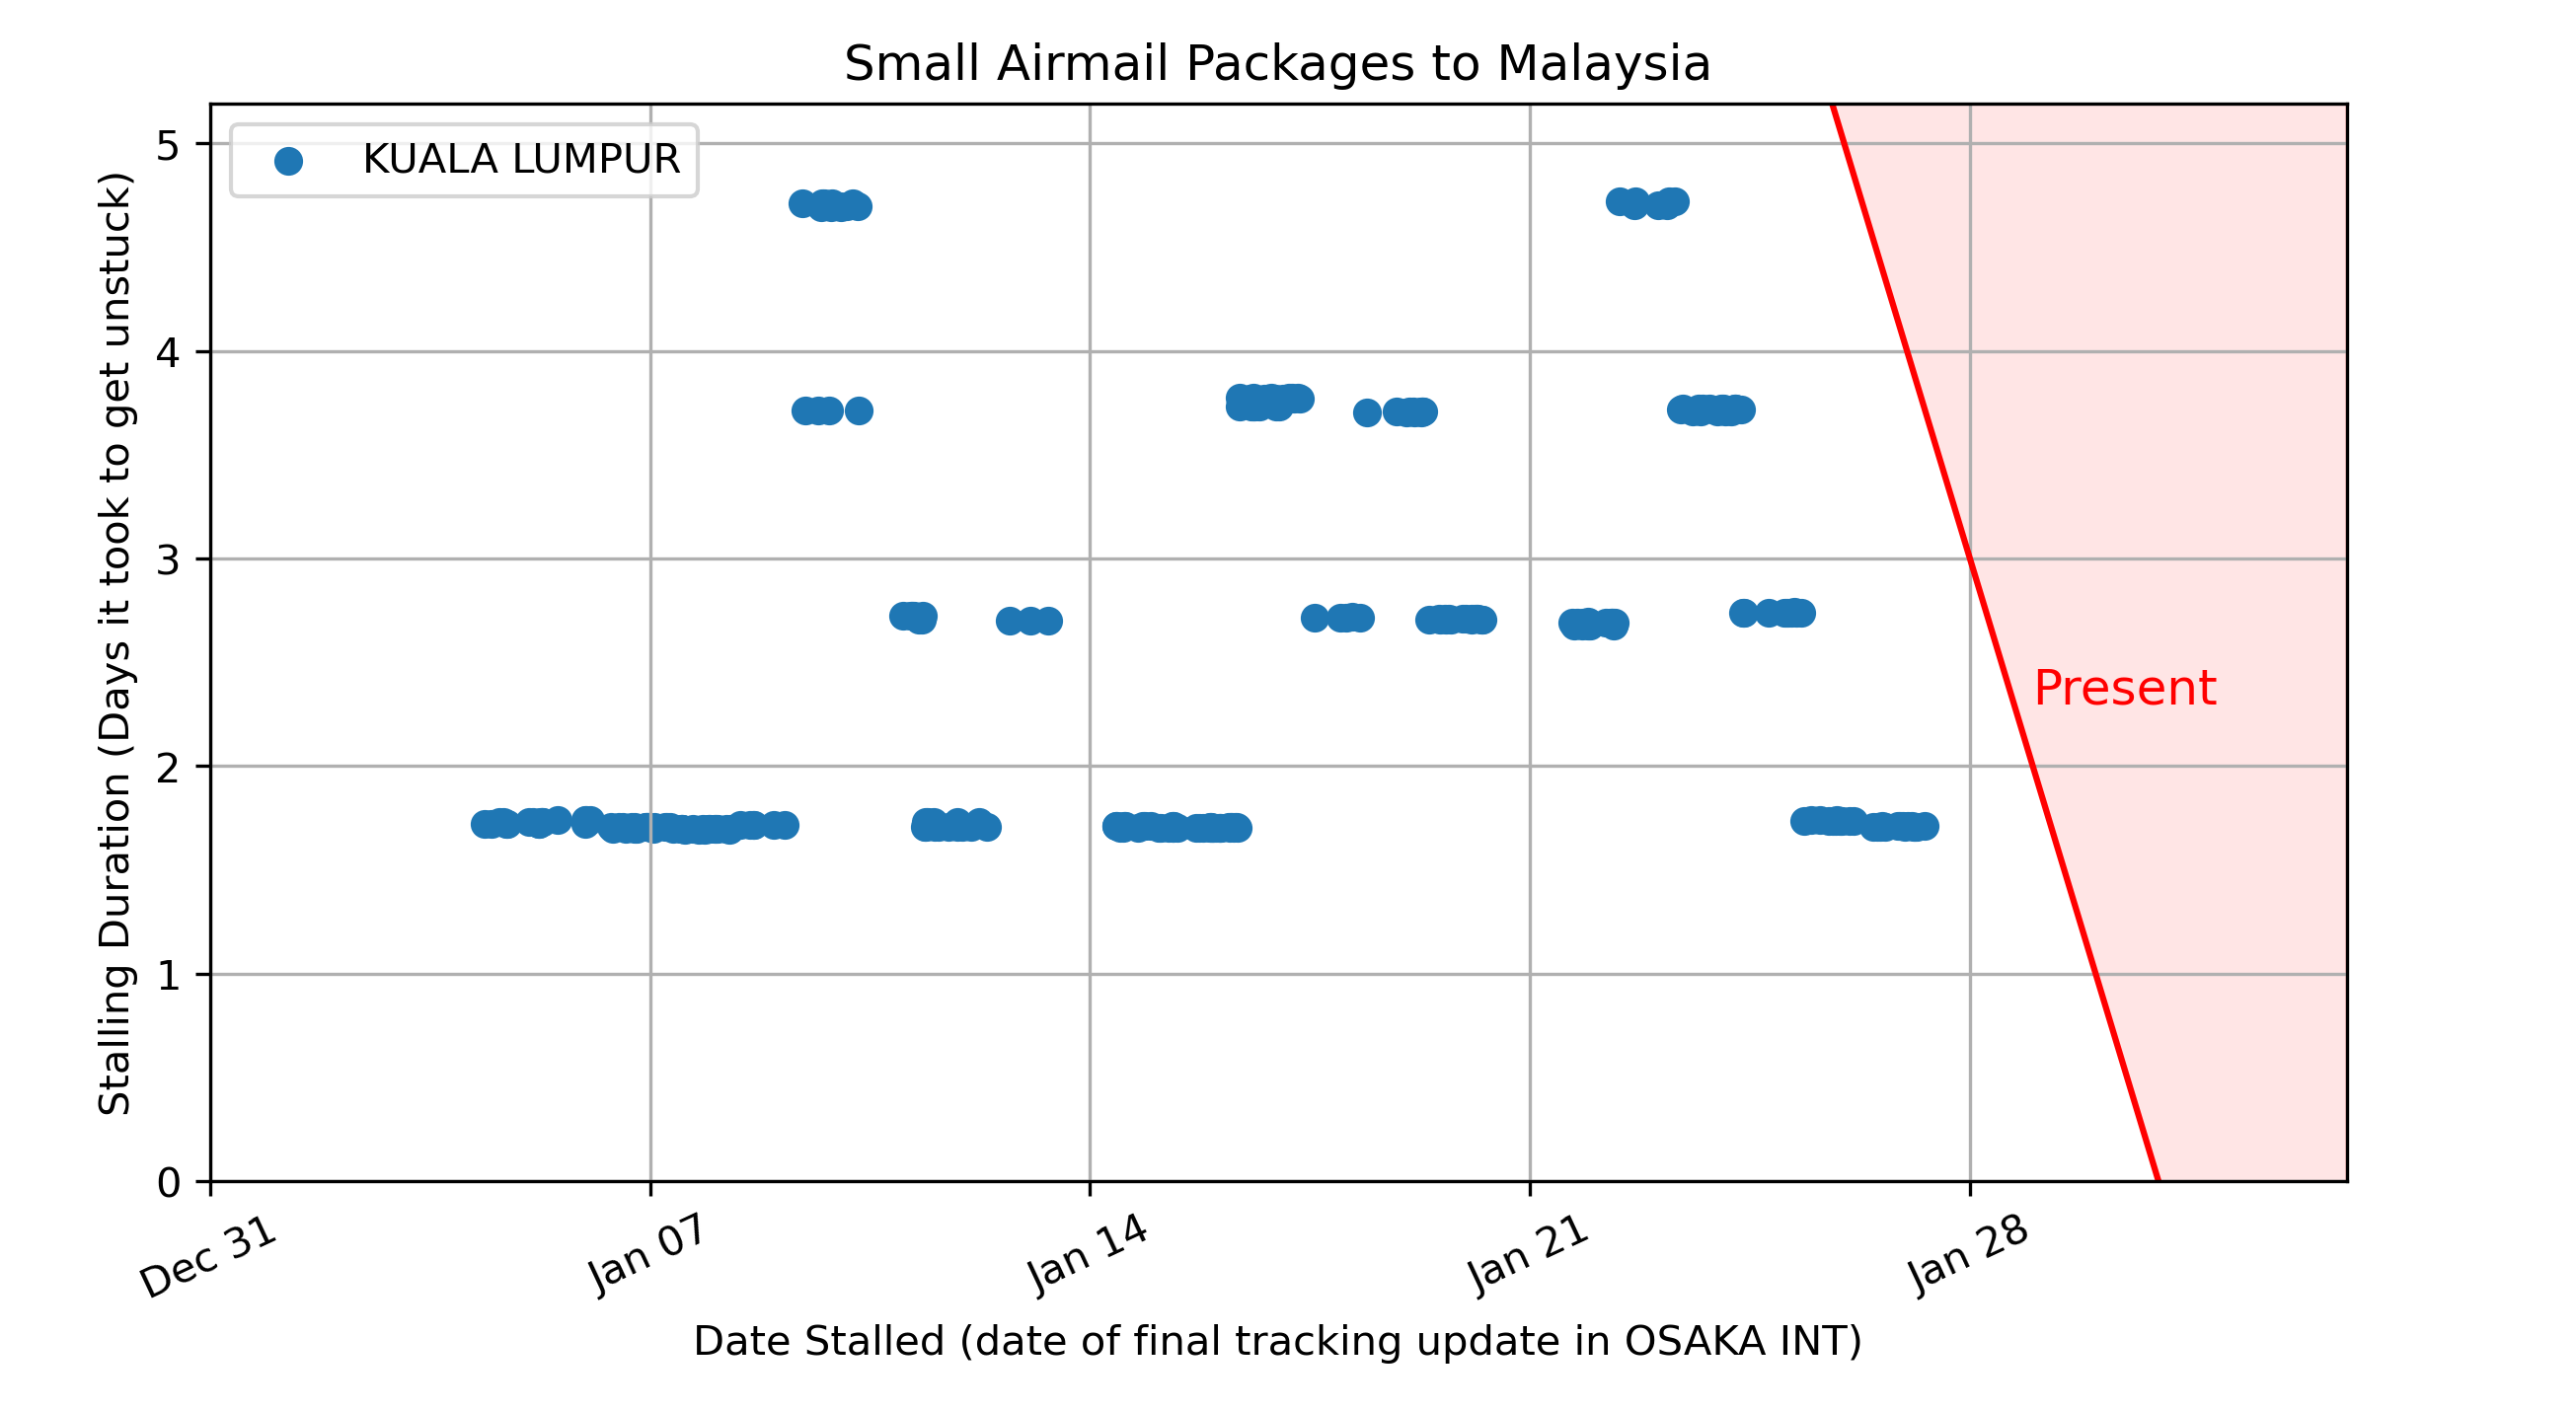 Small Airmail Packages to Malaysia
KUALA LUMPUR
Stalling Duration (Days it took to get unstuck)
5
4
3
2
1
0
Present
Dec 31
Jan 07
Jan 14
Jan 21
Jan 28
Date Stalled (date of final tracking update in OSAKA INT)